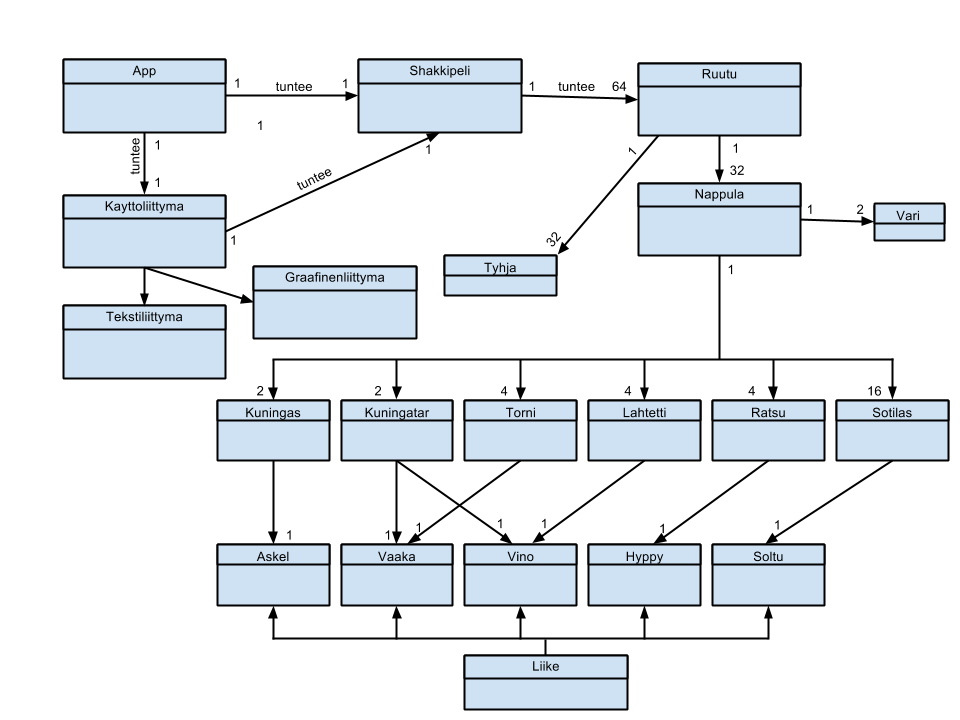 App
Shakkipeli
Ruutu
1
tuntee
1
1
tuntee
64
1
tuntee
1
1
1
tuntee
1
1
1
32
1
32
Kayttoliittyma
Nappula
1
2
Vari
Tyhja
1
Graafinenliittyma
Tekstiliittyma
2
2
4
4
4
16
Kuningas
Kuningatar
Torni
Lahtetti
Ratsu
Sotilas
1
1
1
1
1
1
1
Askel
Vaaka
Vino
Hyppy
Soltu
Liike